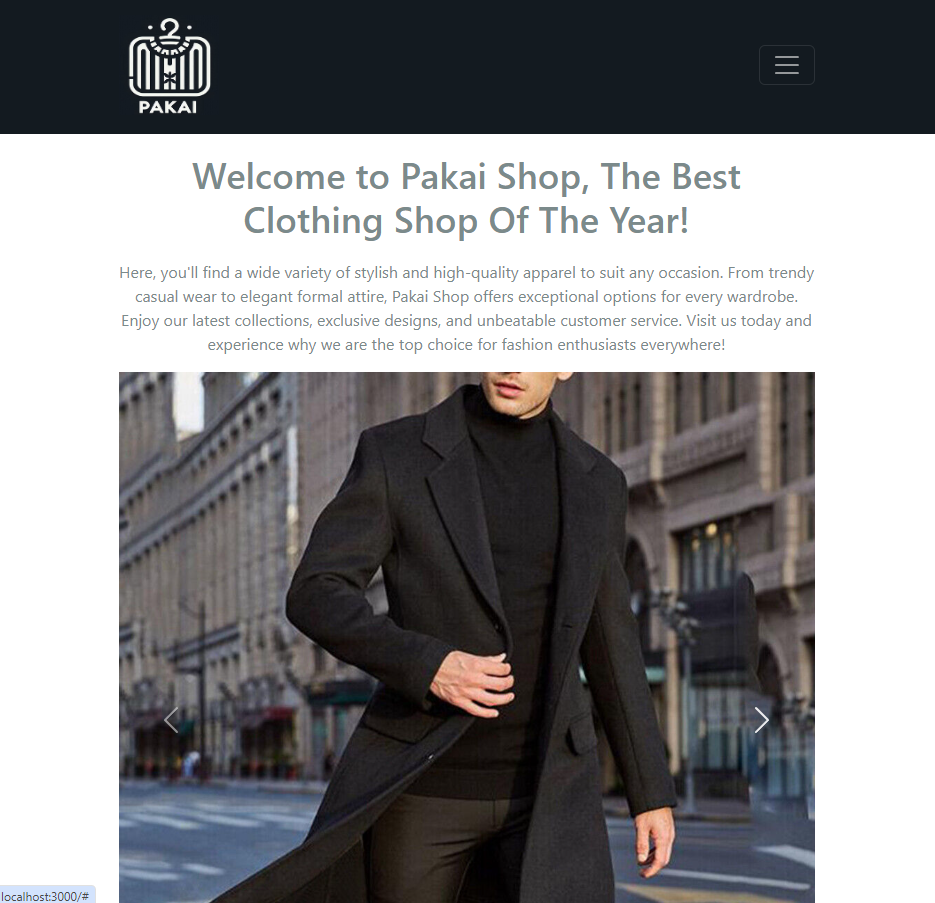 PAKAI
Welcome to Pakai Shop, The Best
Clothing Shop Of The Year!
Here, you'll find a wide variety of stylish and high-quality apparel to suit any occasion. From trendy
casual wear to elegant formal attire, Pakai Shop offers exceptional options for every wardrobe.
Enjoy our latest collections, exclusive designs, and unbeatable customer service. Visit us today and
experience why we are the top choice for fashion enthusiasts everywhere!
localhost:3000/#